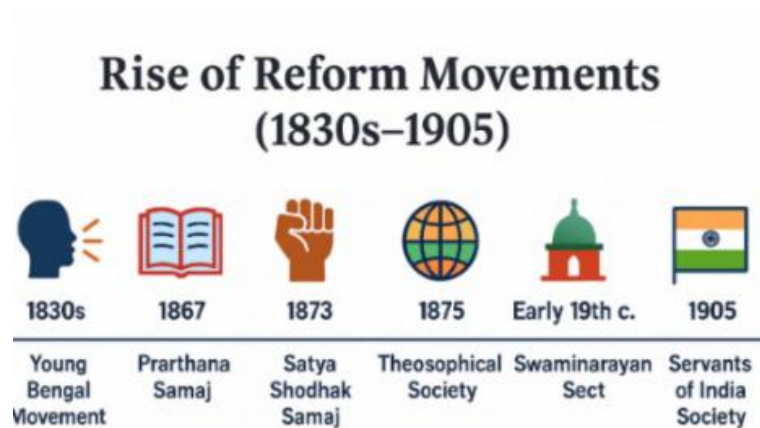 Rise of Reform Movements
(1830s–1905)
1830s
1867
1873
1875
Early 19th c.
1905
Young
Bengal
Movement
Prarthana
Samaj
Satya
Shodhak
Samaj
Theosophical
Society
Swaminarayan
Sect
Servants
of India
Society